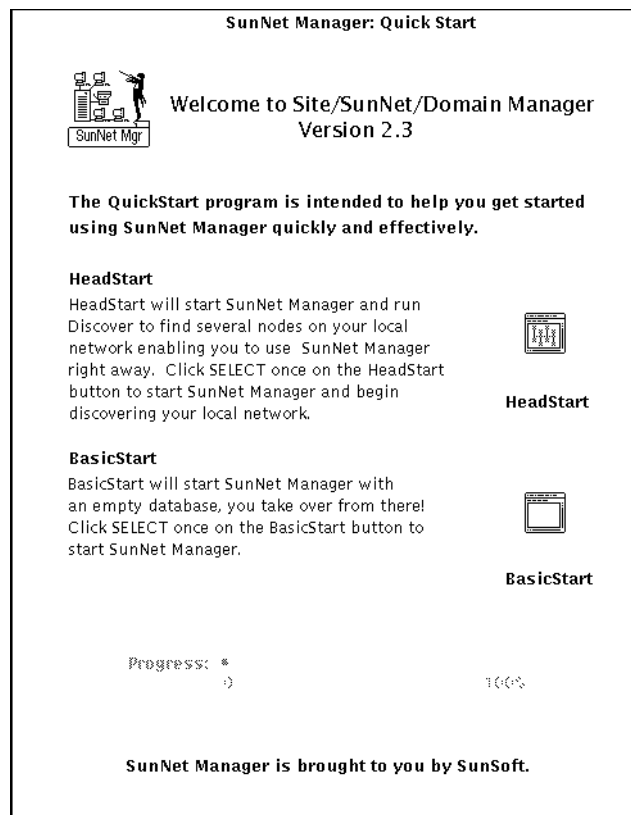 SunNet Manager: Quick Start
SunNet Mgr
Welcome to Site/SunNet/Domain Manager
Version 2.3
The QuickStart program is intended to help you get started
using SunNet Manager quickly and effectively.
HeadStart
HeadStart will start SunNet Manager and run
Discover to find several nodes on your local
network enabling you to use SunNet Manager
right away. Click SELECT once on the HeadStart
button to start SunNet Manager and begin
discovering your local network.
HeadStart
BasicStart
BasicStart will start SunNet Manager with
an empty database, you take over from there!
Click SELECT once on the BasicStart button to
start SunNet Manager.
BasicStart
Progress: *
0 100%
SunNet Manager is brought to you by SunSoft.